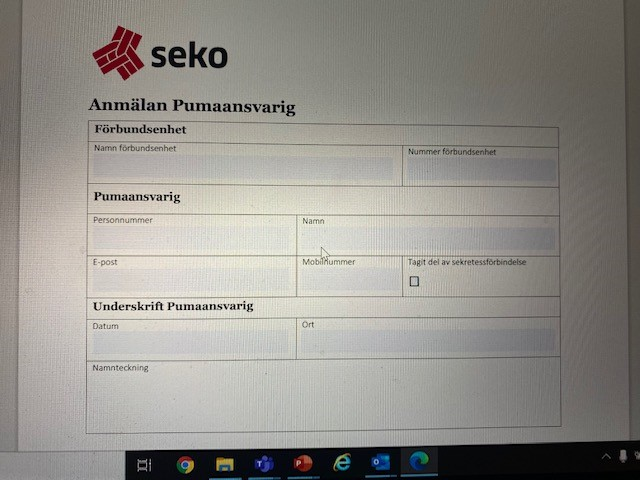 seko
Anmälan Pumaansvarig
Förbundsenhet
Namn förbundsenhet
Nummer förbundsenhet
Pumaansvarig
Personnummer
Namn
E-post
Mobilnummer
Tagit del av sekretessförbindelse
Underskrift Pumaansvarig
Datum
Ort
Namnteckning